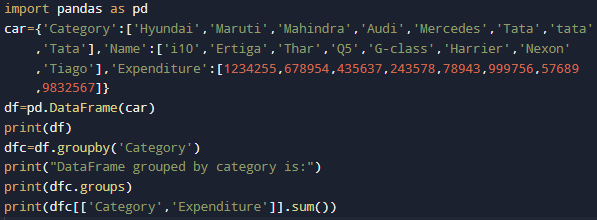 import pandas as pd
car={'Category':['Hyundai','Maruti','Mahindra','Audi','Mercedes','Tata','tata'
,'Tata'],'Name':['i10','Ertiga','Thar','Q5','G-class','Harrier','Nexon'
,'Tiago'],'Expenditure':[1234255,678954,435637,243578,78943,999756,57689
,9832567]}
df=pd.DataFrame(car)
print(df)
dfc=df.groupby('Category')
print("DataFrame grouped by category is:")
print(dfc.groups)
print(dfc[['Category','Expenditure']].sum())